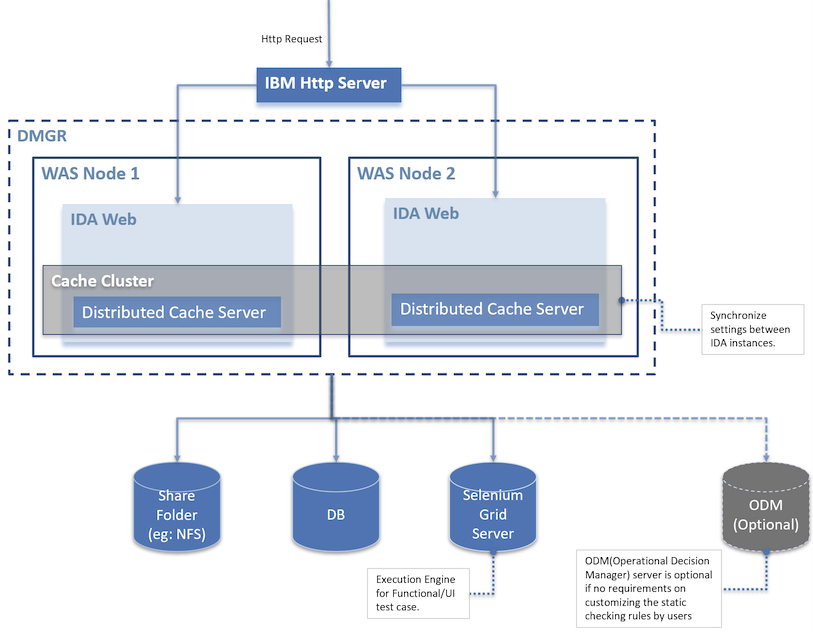 Http Request
IBM Http Server
DMGR
WAS Node 1
WAS Node 2
IDA Web
IDA Web
Cache Cluster
Distributed Cache Server
Distributed Cache Server
Synchronize
settings between
IDA instances.
Share
Folder
(eg: NFS)
DB
Selenium
Grid
Server
ODM
(Optional)
Execution Engine
for Functional/UI
test case.
ODM(Operational Decision
Manager) server is optional
if no requirements on
customizing the static
checking rules by users